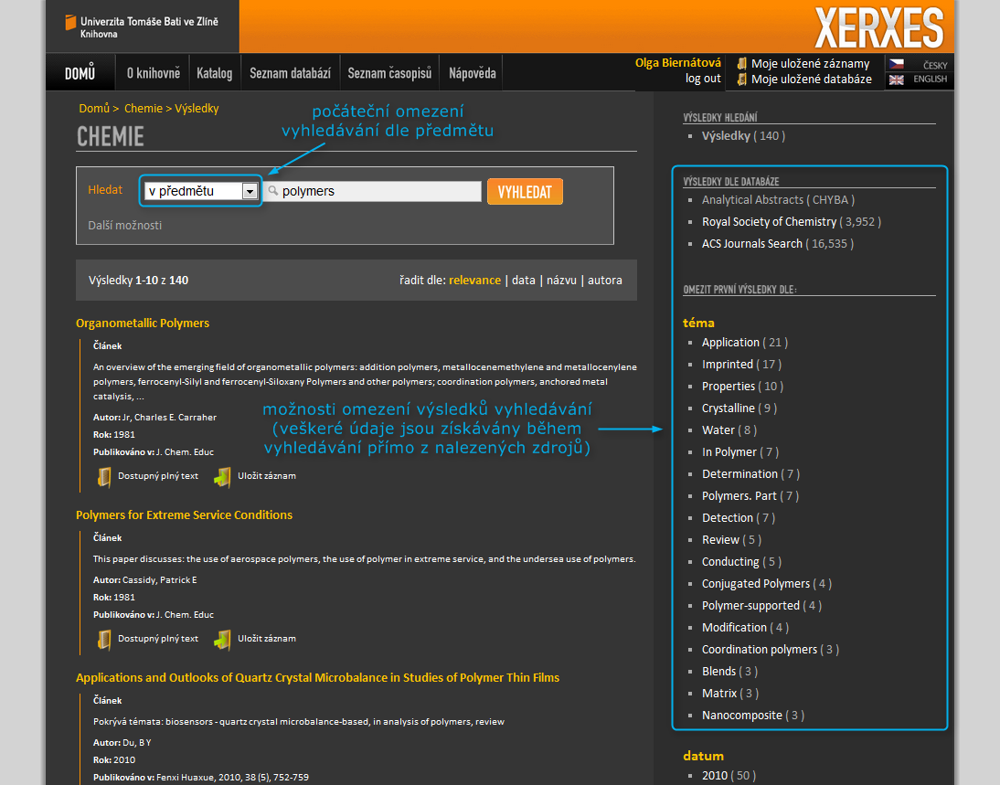 Univerzita Tomáše Bati ve Zlíně
Knihovna
XERXES
DOMŮ
O knihovně
Katalog
Seznam databází
Seznam časopisů
Nápověda
Olga Biernátová
log out
Moje uložené záznamy
Moje uložené databáze
ČESKY
ENGLISH
Domů > Chemie > Výsledky
CHEMIE
počáteční omezení
vyhledávání dle předmětu
Hledat
v předmětu
polymers
VYHLEDAT
Další možnosti
Výsledky 1-10 z 140
řadit dle: relevance | data | názvu | autora
Organometallic Polymers
Článek
An overview of the emerging field of organometallic polymers: addition polymers, metallocenemethylene and metallocenylene
polymers, ferrocenyl-Silyl and ferrocenyl-Siloxany Polymers and other polymers; coordination polymers, anchored metal
catalysis, ...
Autor: Jr, Charles E. Carraher
Rok: 1981
Publikováno v: J. Chem. Educ
Dostupný plný text
Uložit záznam
možnosti omezení výsledků vyhledávání
(veškeré údaje jsou získávány během
vyhledávání přímo z nalezených zdrojů)
Polymers for Extreme Service Conditions
Článek
This paper discusses: the use of aerospace polymers, the use of polymer in extreme service, and the undersea use of polymers.
Autor: Cassidy, Patrick E
Rok: 1981
Publikováno v: J. Chem. Educ
Dostupný plný text
Uložit záznam
Applications and Outlooks of Quartz Crystal Microbalance in Studies of Polymer Thin Films
Článek
Pokrývá témata: biosensors - quartz crystal microbalance-based, in analysis of polymers, review
Autor: Du, B Y
Rok: 2010
Publikováno v: Fenxi Huaxue, 2010, 38 (5), 752-759
VÝSLEDKY HLEDÁNÍ
Výsledky ( 140 )
VÝSLEDKY DLE DATABÁZE
Analytical Abstracts ( CHYBA )
Royal Society of Chemistry ( 3,952 )
ACS Journals Search ( 16,535 )
OMEZIT PRVNÍ VÝSLEDKY DLE:
téma
Application ( 21 )
Imprinted ( 17 )
Properties ( 10 )
Crystalline ( 9 )
Water ( 8 )
In Polymer ( 7 )
Determination ( 7 )
Polymers. Part ( 7 )
Detection ( 7 )
Review ( 5 )
Conducting ( 5 )
Conjugated Polymers ( 4 )
Polymer-supported ( 4 )
Modification ( 4 )
Coordination polymers ( 3 )
Blends ( 3 )
Matrix ( 3 )
Nanocomposite ( 3 )
datum
2010 ( 50 )